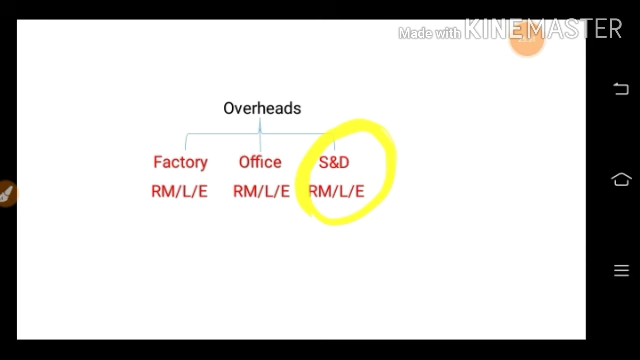 Made with KINEMASTER
Overheads
Factory Office S&D
RM/L/E RM/L/E RM/L/E